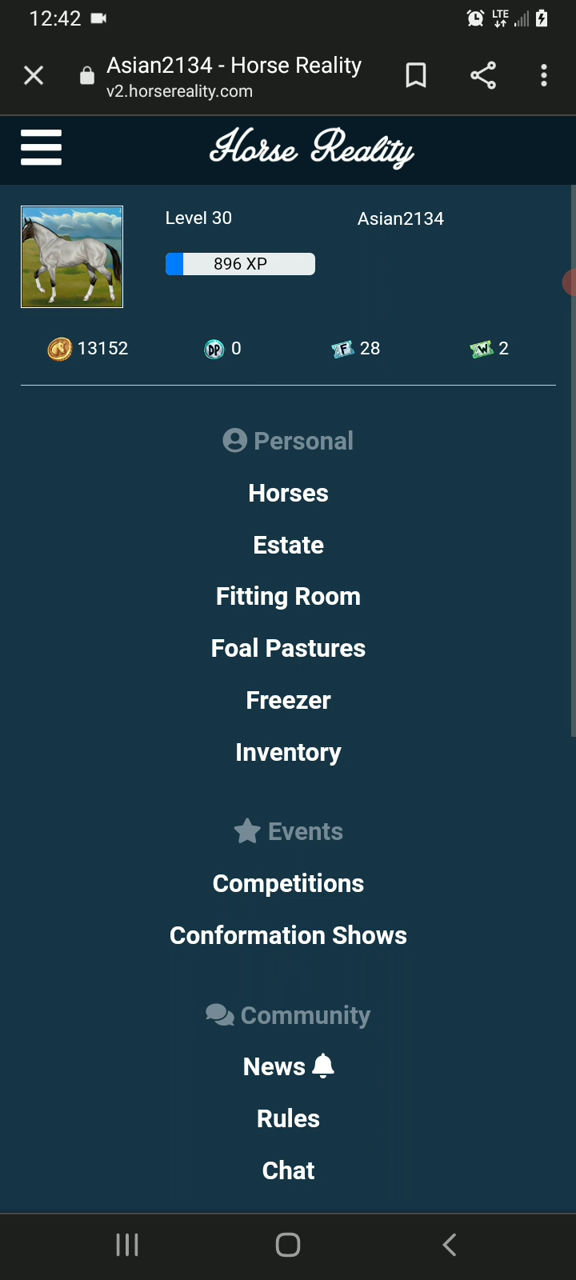 12:42
LTE
Asian2134 - Horse Reality
v2.horsereality.com
Horse Reality
Level 30
Asian2134
896 XP
13152
DP 0
F 28
W 2
Personal
Horses
Estate
Fitting Room
Foal Pastures
Freezer
Inventory
Events
Competitions
Conformation Shows
Community
News
Rules
Chat